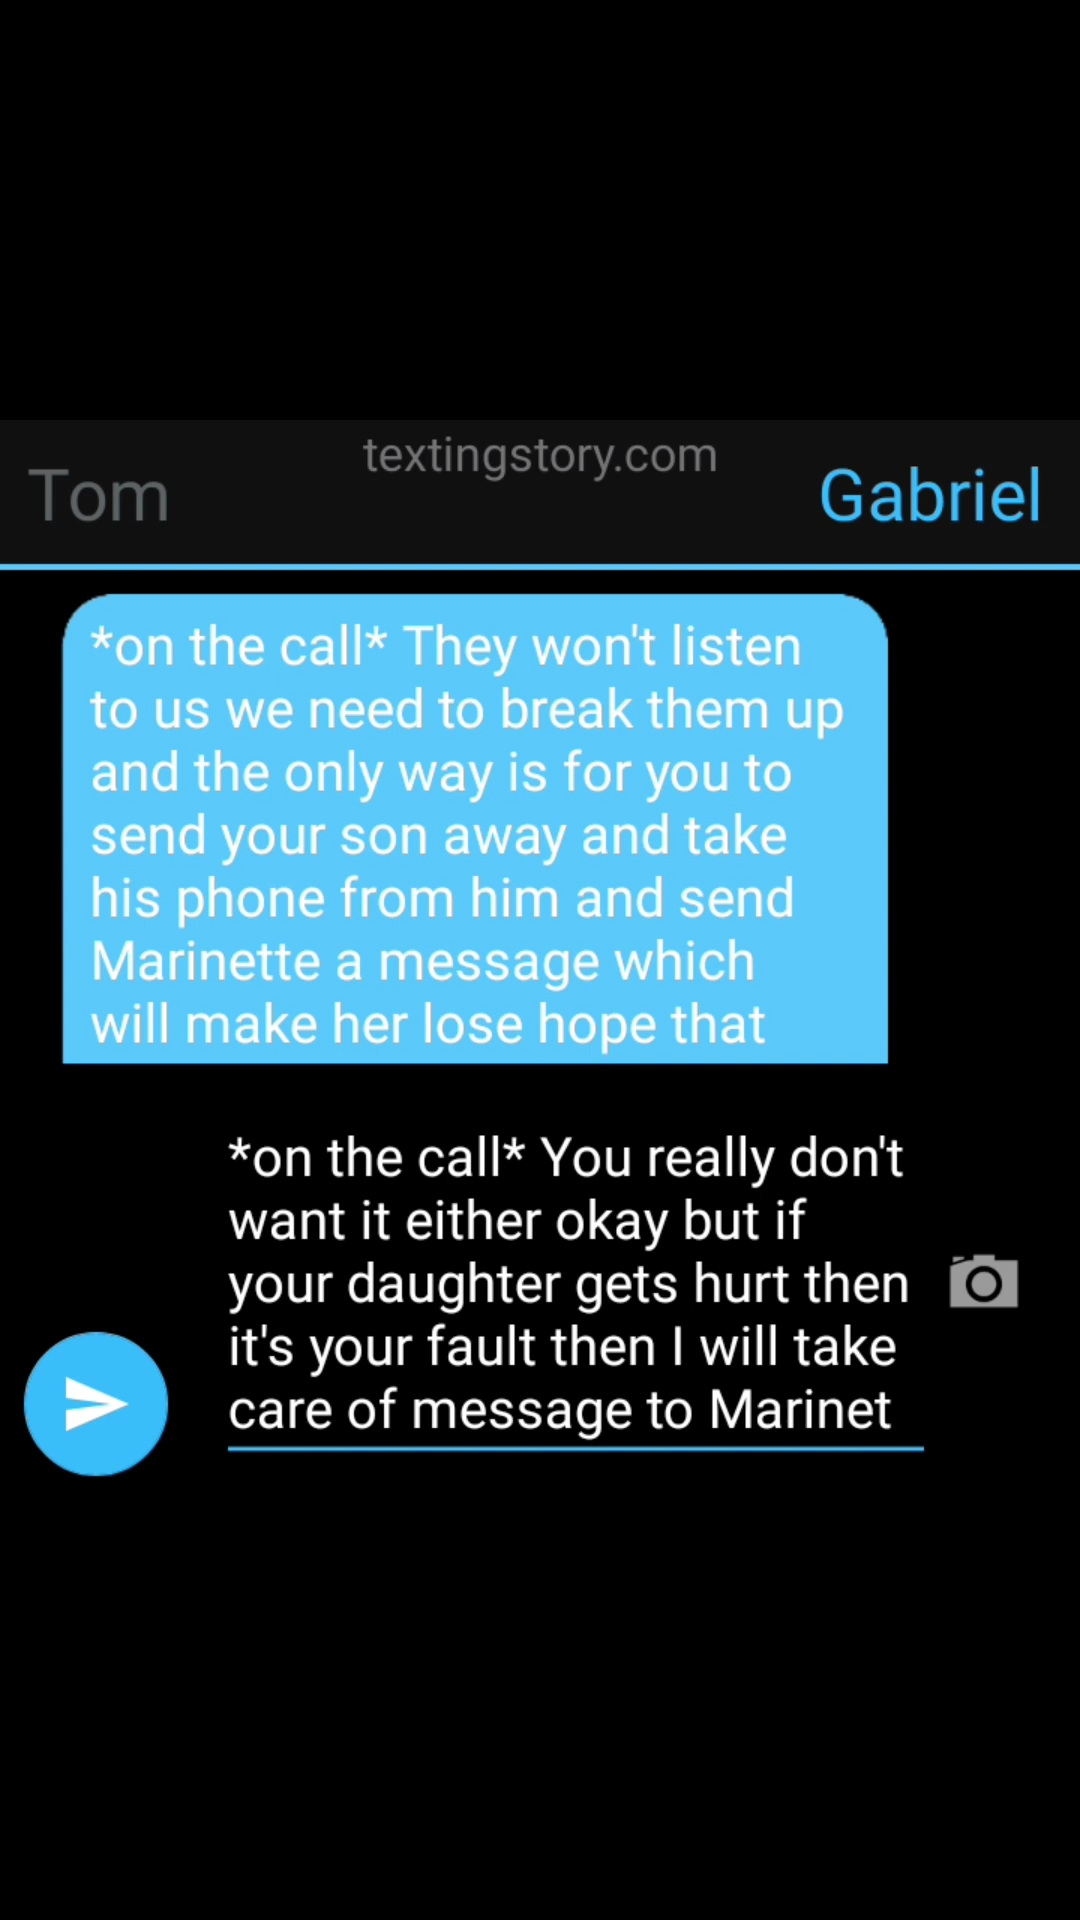 textingstory.com
Tom
Gabriel
*on the call* They won't listen
to us we need to break them up
and the only way is for you to
send your son away and take
his phone from him and send
Marinette a message which
will make her lose hope that
*on the call* You really don't
want it either okay but if
your daughter gets hurt then
it's your fault then I will take
care of message to Marinet